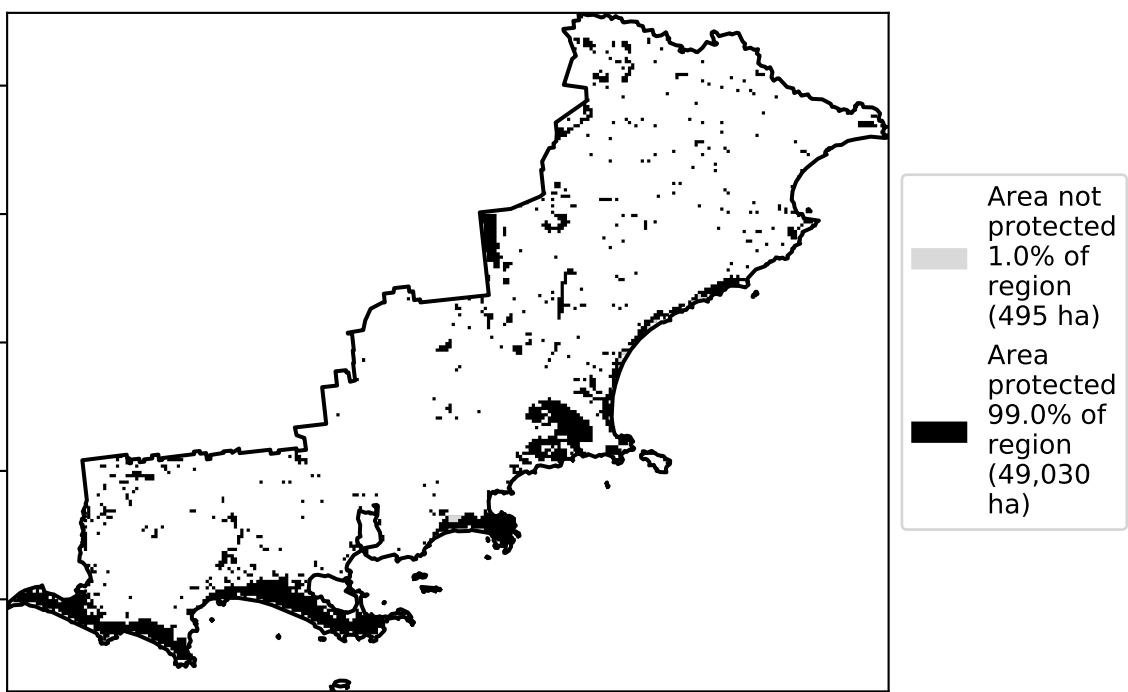 Area not
protected
1.0% of
region
(495 ha)
Area
protected
99.0% of
region
(49,030
ha)